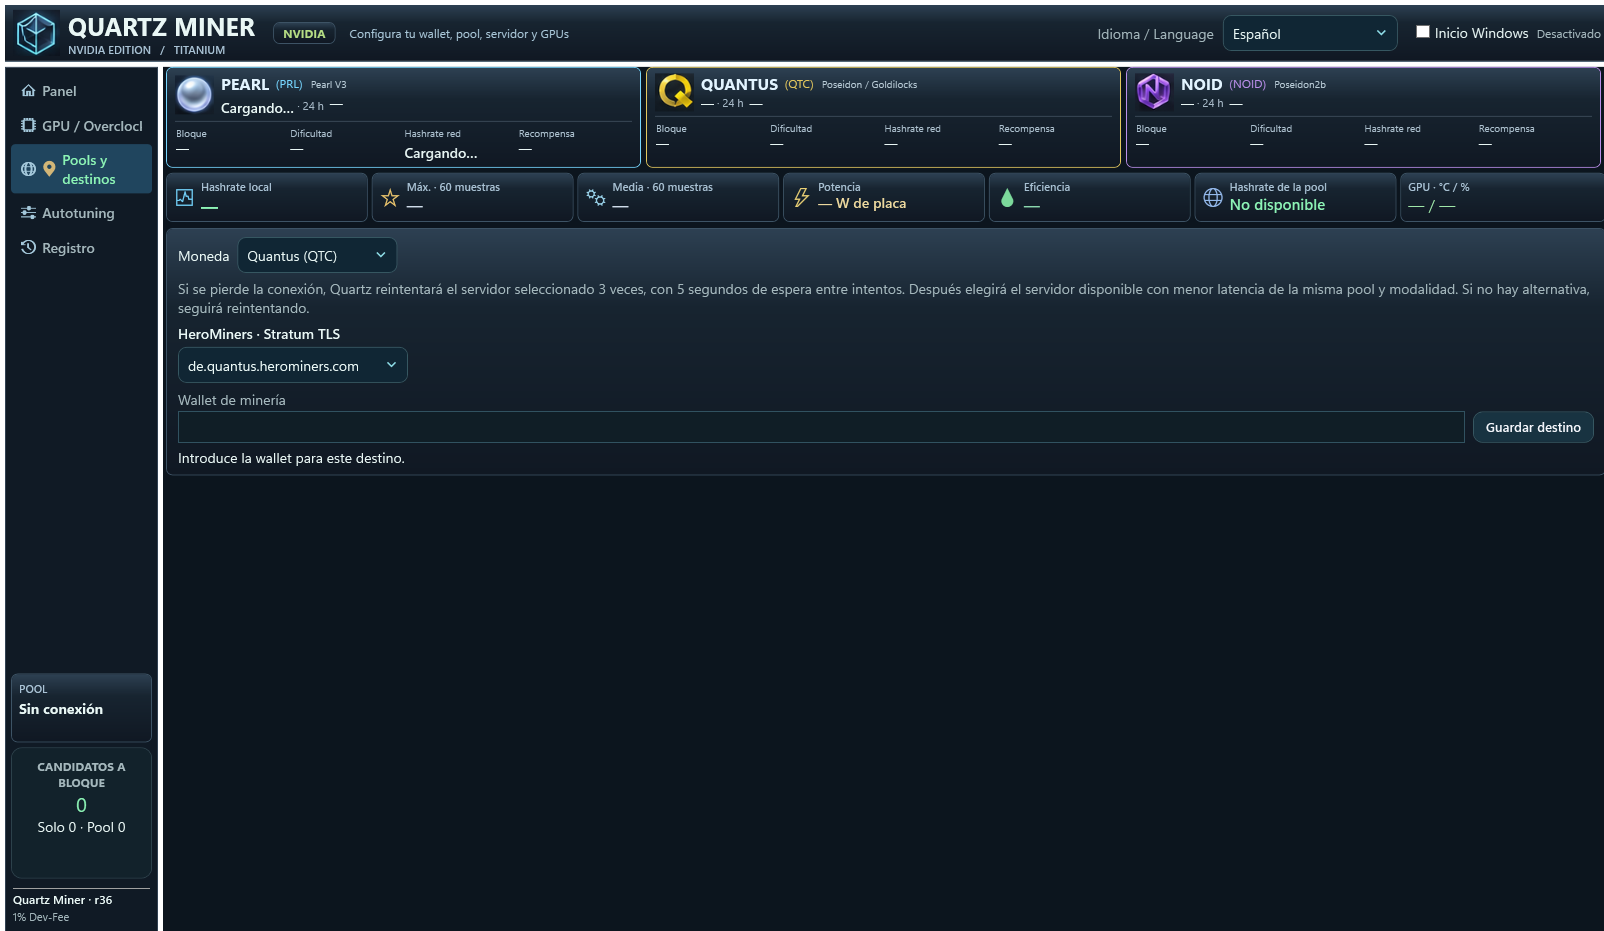 QUARTZ MINER
NVIDIA EDITION / TITANIUM
NVIDIA
Configura tu wallet, pool, servidor y GPUs
Idioma / Language
Español
Inicio Windows
Desactivado
Panel
GPU / Overclocl
Pools y
destinos
Autotuning
Registro
POOL
Sin conexión
CANDIDATOS A
BLOQUE
0
Solo 0 · Pool 0
Quartz Miner · r36
1% Dev-Fee
PEARL (PRL) Pearl V3
Cargando... · 24 h —
Bloque
—
Dificultad
—
Hashrate red
Cargando...
Recompensa
—
QUANTUS (QTC) Poseidon / Goldilocks
— · 24 h —
Bloque
—
Dificultad
—
Hashrate red
—
Recompensa
—
NOID (NOID) Poseidon2b
— · 24 h —
Bloque
—
Dificultad
—
Hashrate red
—
Recompensa
—
Hashrate local
—
Máx. · 60 muestras
—
Media · 60 muestras
—
Potencia
— W de placa
Eficiencia
—
Hashrate de la pool
No disponible
GPU · °C / %
— / —
Moneda
Quantus (QTC)
Si se pierde la conexión, Quartz reintentará el servidor seleccionado 3 veces, con 5 segundos de espera entre intentos. Después elegirá el servidor disponible con menor latencia de la misma pool y modalidad. Si no hay alternativa,
seguirá reintentando.
HeroMiners · Stratum TLS
de.quantus.herominers.com
Wallet de minería
Guardar destino
Introduce la wallet para este destino.